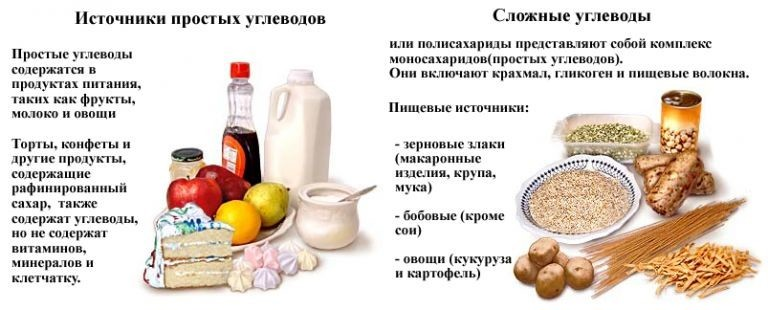 Источники простых углеводов
Простые углеводы
содержатся в
продуктах питания,
таких как фрукты,
молоко и овощи
Торты, конфеты и
другие продукты,
содержащие
рафинированный
сахар, также
содержат углеводы,
но не содержат
витаминов,
минералов и
клетчатку.
Сложные углеводы
или полисахариды представляют собой комплекс
моносахаридов(простых углеводов).
Они включают крахмал, гликоген и пищевые волокна.
Пищевые источники:
- зерновые злаки
(макаронные
изделия, крупа,
мука)
- бобовые (кроме
сои)
- овощи (кукуруза
и картофель)